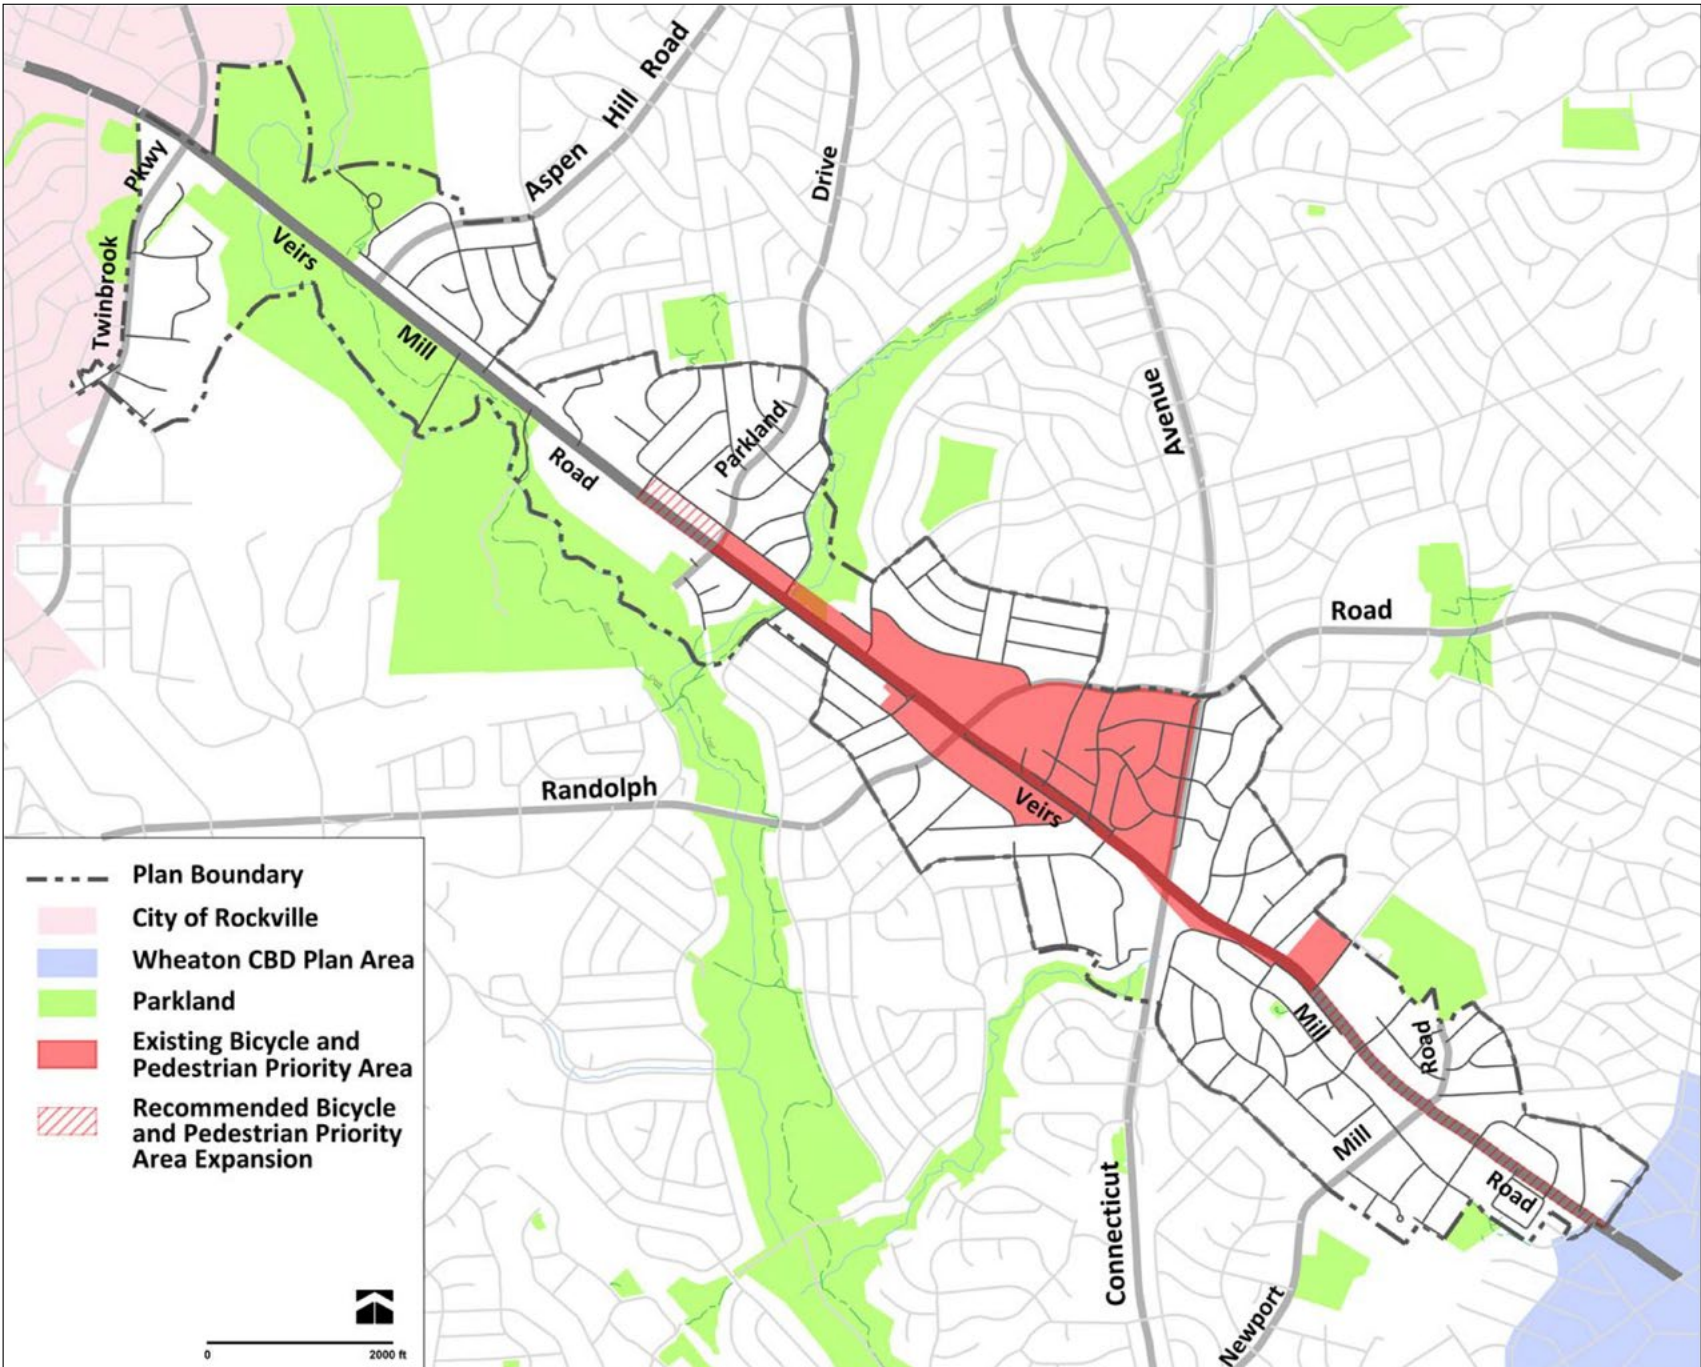 Aspen
Hill
Road
Drive
Pkwy
Twinbrook
Veirs
Mill
Road
Parkland
Avenue
Road
Randolph
Veirs
Mill
Road
Mill
Road
Connecticut
Newport
Plan Boundary
City of Rockville
Wheaton CBD Plan Area
Parkland
Existing Bicycle and
Pedestrian Priority Area
Recommended Bicycle
and Pedestrian Priority
Area Expansion
0 2000 ft